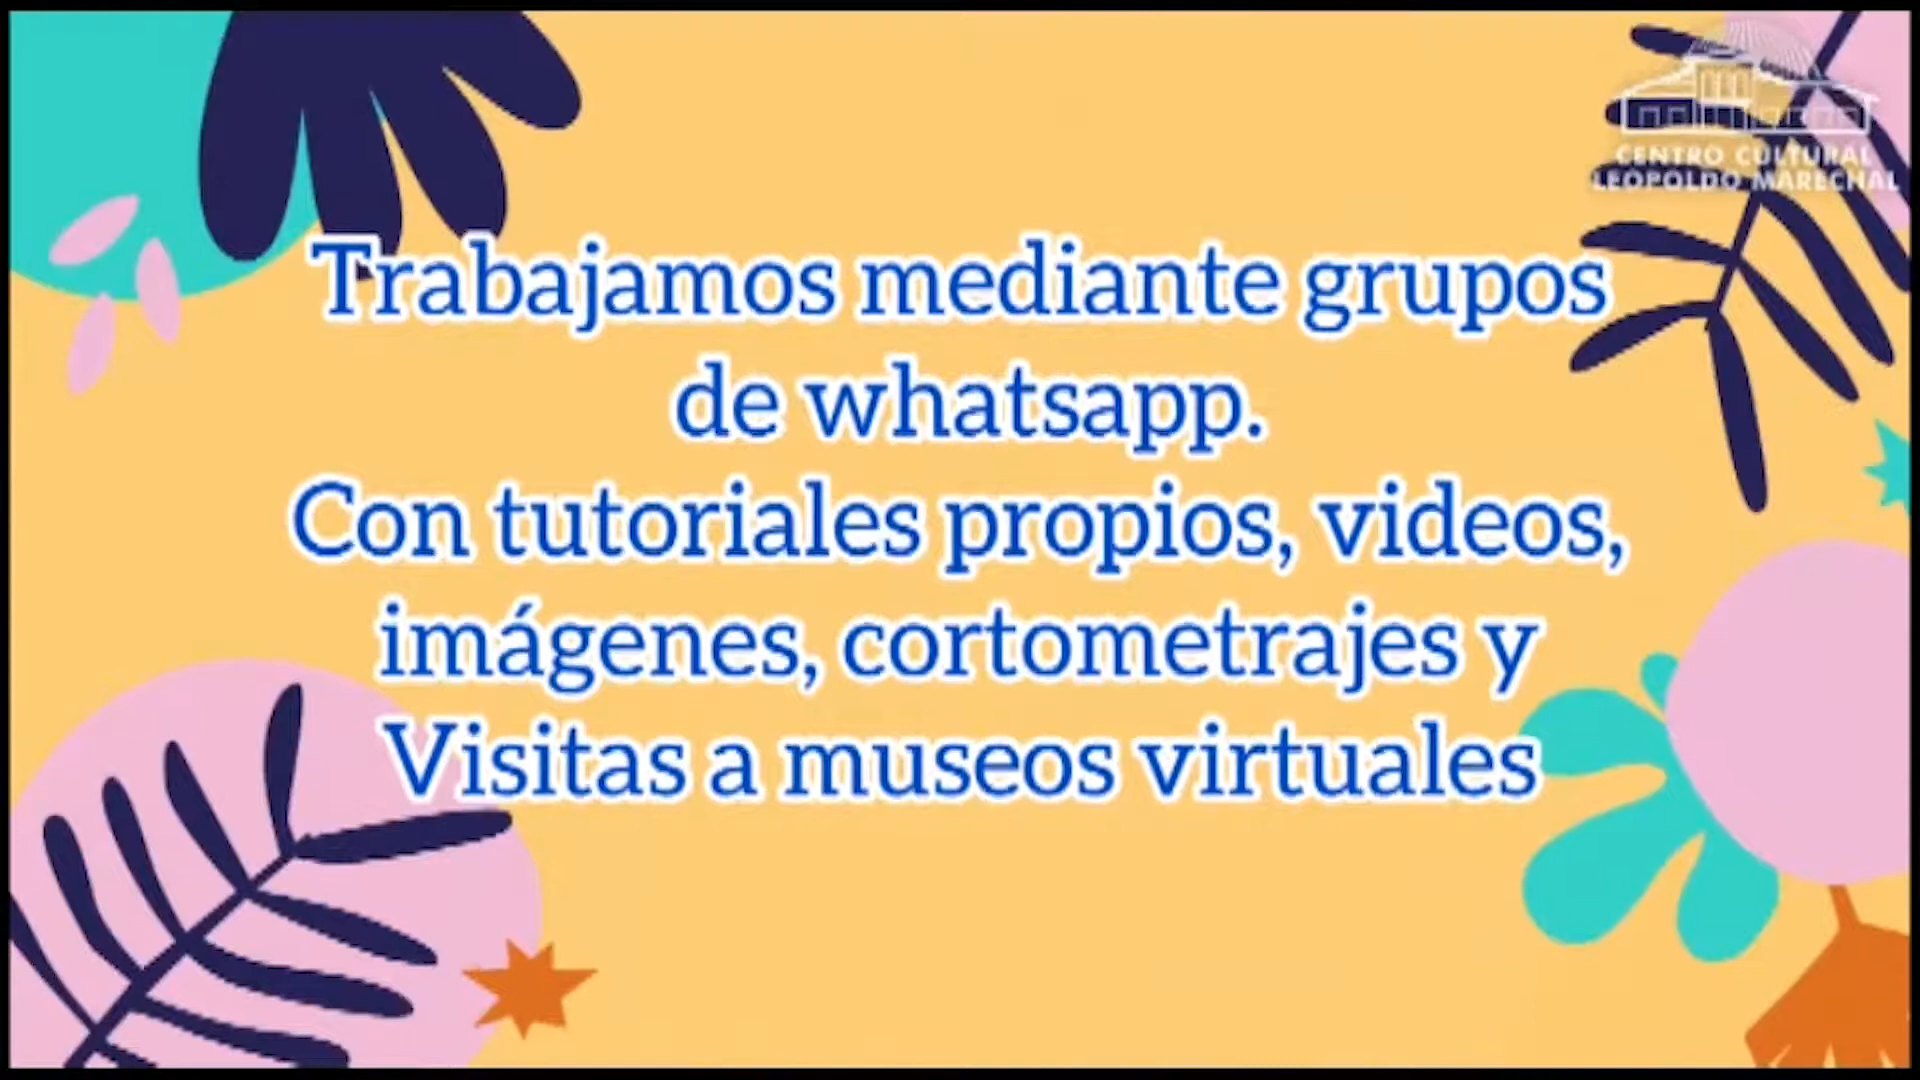 CENTRO CULTURAL
LEOPOLDO MARECHAL
Trabajamos mediante grupos
de whatsapp.
Con tutoriales propios, videos,
imágenes, cortometrajes y
Visitas a museos virtuales